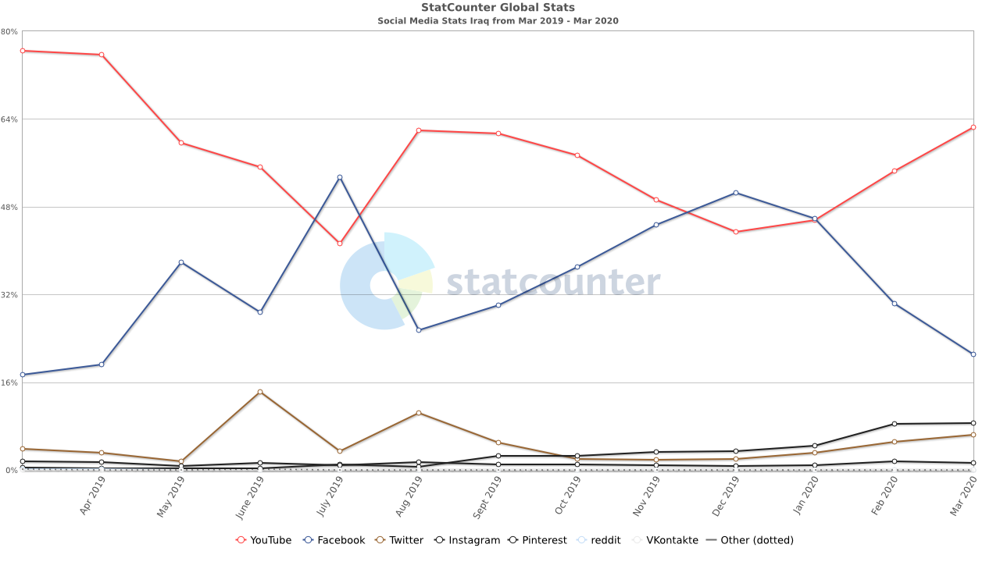 StatCounter Global Stats
Social Media Stats Iraq from Mar 2019 - Mar 2020
80%
64%
48%
32%
16%
0%
statcounter
Apr 2019
May 2019
June 2019
July 2019
Aug 2019
Sept 2019
Oct 2019
Nov 2019
Dec 2019
Jan 2020
Feb 2020
Mar 2020
YouTube Facebook Twitter Instagram Pinterest reddit VKontakte Other (dotted)